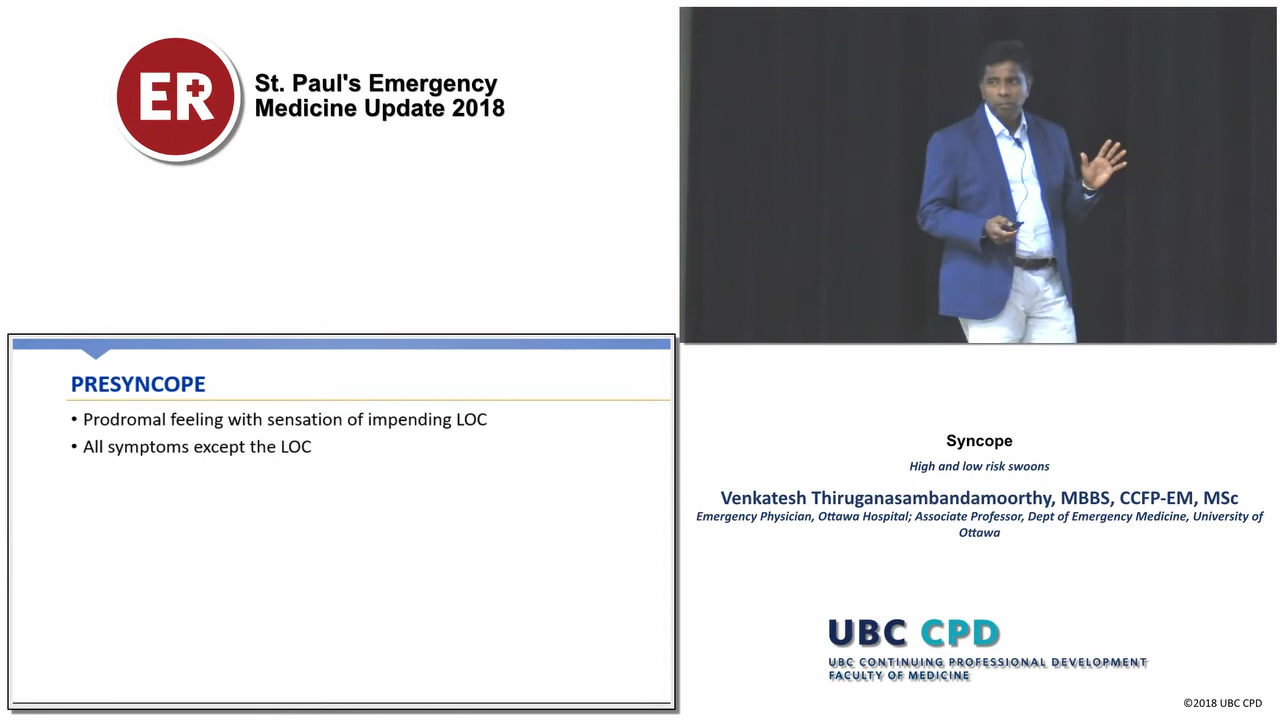 ER
St. Paul's Emergency
Medicine Update 2018
PRESYNCOPE
• Prodromal feeling with sensation of impending LOC
• All symptoms except the LOC
Syncope
High and low risk swoons
Venkatesh Thiruganasambandamoorthy, MBBS, CCFP-EM, MSc
Emergency Physician, Ottawa Hospital; Associate Professor, Dept of Emergency Medicine, University of
Ottawa
UBC CPD
UBC CONTINUING PROFESSIONAL DEVELOPMENT
FACULTY OF MEDICINE
©2018 UBC CPD